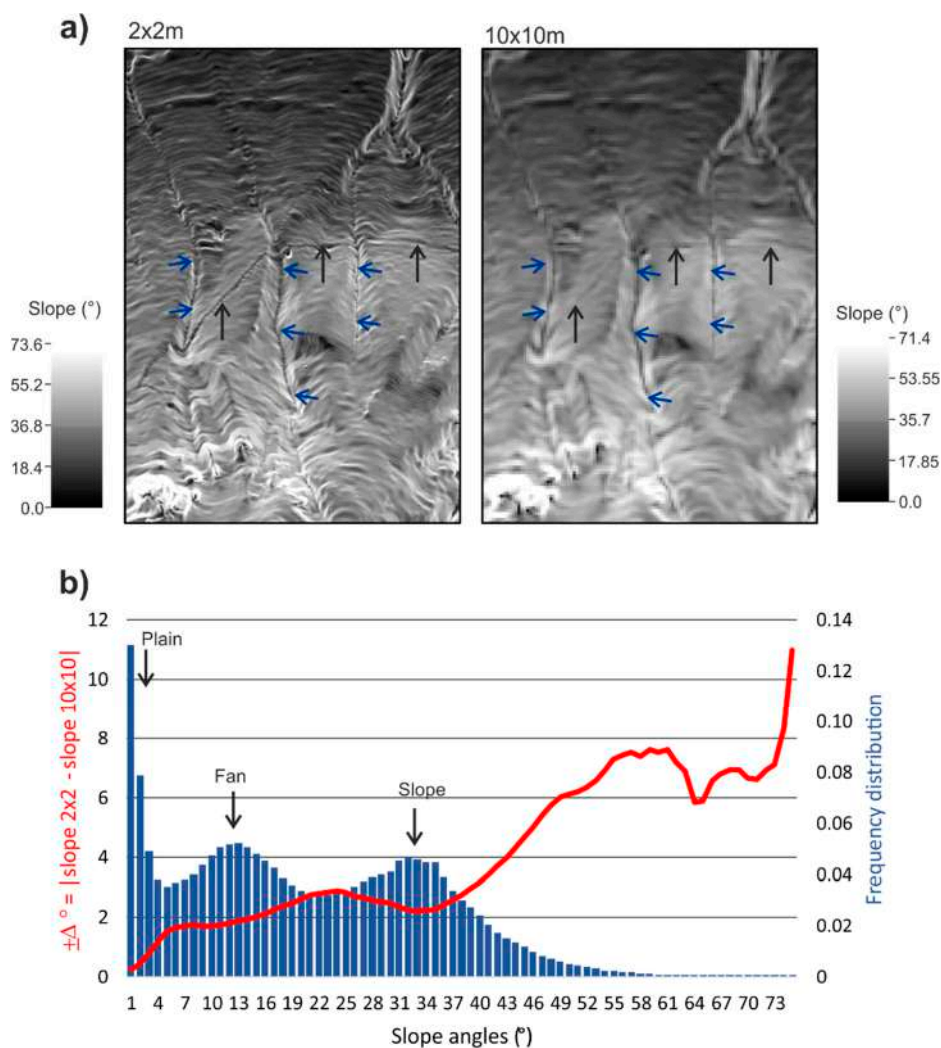 a)
2x2m
10x10m
Slope (°)
73.6
55.2
36.8
18.4
0.0
Slope (°)
71.4
53.55
35.7
17.85
0.0
b)
±Δ ° = |slope 2x2 - slope 10x10|
12
10
8
6
4
2
0
Plain
Fan
Slope
0.14
0.12
0.10
0.08
0.06
0.04
0.02
0
Frequency distribution
1 4 7 10 13 16 19 22 25 28 31 34 37 40 43 46 49 52 55 58 61 64 67 70 73
Slope angles (°)